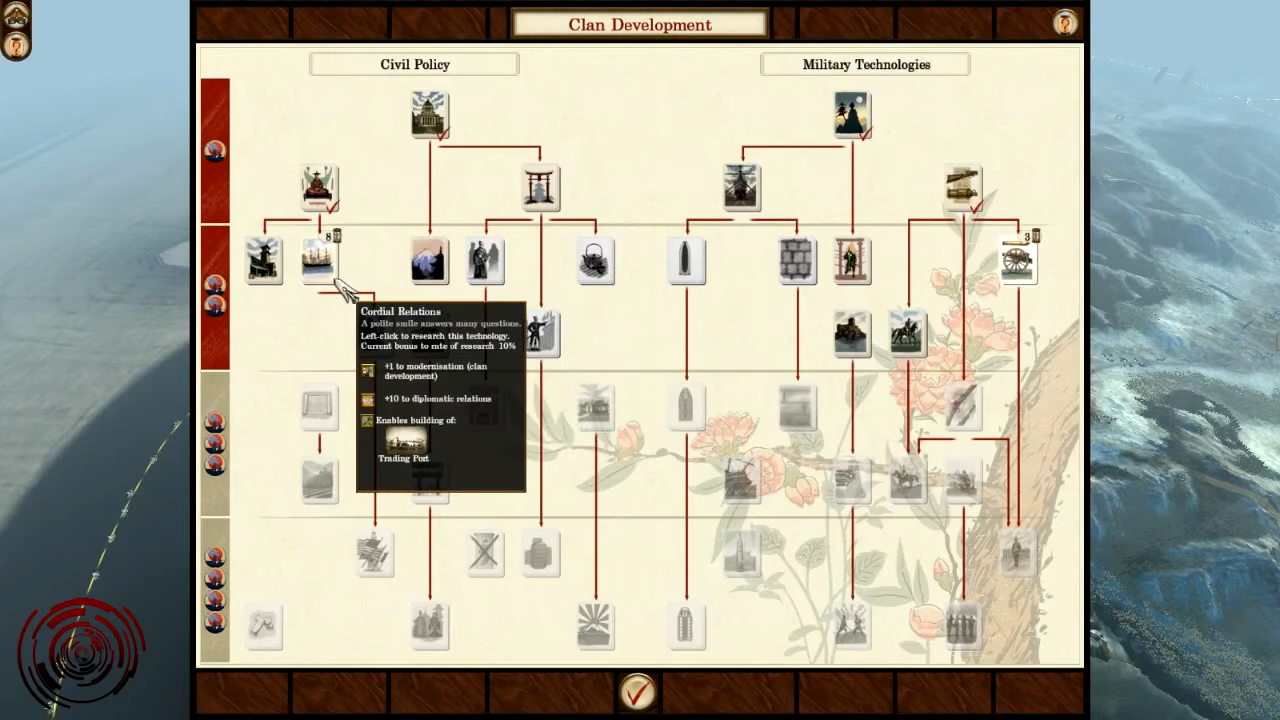 Clan Development
Civil Policy
Military Technologies
8
3
Cordial Relations
A polite smile answers many questions.
Left-click to research this technology.
Current bonus to rate of research 10%
+1 to modernisation (clan
development)
+10 to diplomatic relations
Enables building of:
Trading Port